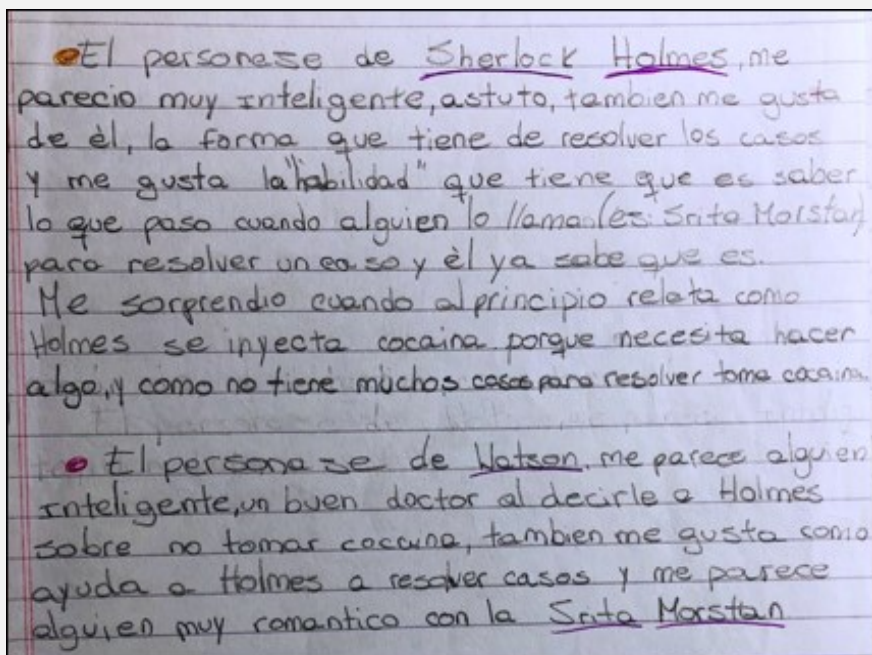 El personaje de Sherlock Holmes, me
parecio muy inteligente, astuto, tambien me gusta
de èl, la forma que tiene de resolver los casos
y me gusta la "habilidad" que tiene que es saber
lo que paso cuando alguien lo llama (ej: Srita Morstan)
para resolver un caso y èl ya sabe que es.
Me sorprendio cuando al principio relata como
Holmes se inyecta cocaina porque necesita hacer
algo, y como no tiene muchos casos para resolver toma cocaina.
El personaje de Watson, me parece alguien
inteligente, un buen doctor al decirle a Holmes
sobre no tomar cocaina, tambien me gusta como
ayuda a Holmes a resolver casos y me parece
alguien muy romantico con la Srita Morstan